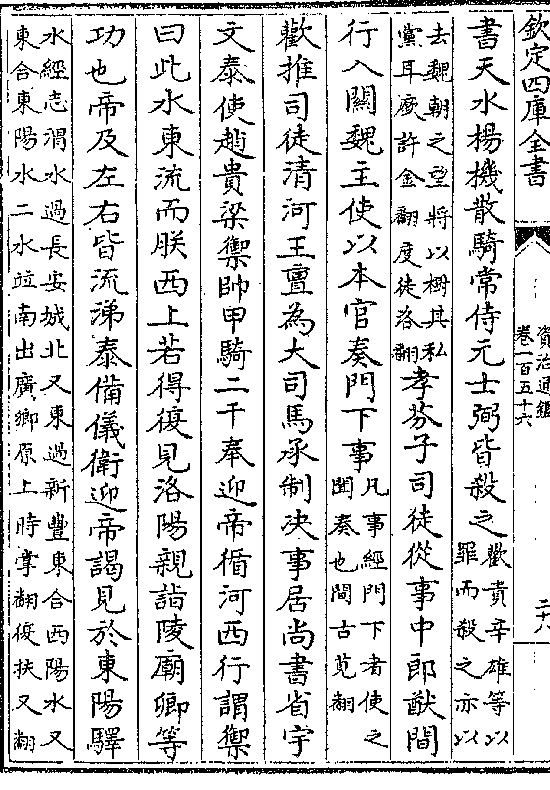 欽定四庫全書
資治通鑑
卷一百五十六
二十八
書天水楊機散騎常侍元士弼皆殺之歡責辛雄等以罪而殺之亦以
去魏朝之望將以樹其私黨耳廞許金翻度徒洛翻孝芬子司徒從事中郎猷間
行入關魏主使以本官奏門下事凡事經門下者使之聞奏也間古莧翻
歡推司徒清河王亶為大司馬承制决事居尚書省宇
文泰使趙貴梁禦帥甲騎二千奉迎帝循河西行謂禦
曰此水東流而朕西上若得復見洛陽親詣陵廟卿等
功也帝及左右皆流涕泰備儀衛迎帝謁見於東陽驛
水經志渭水過長安城北又東過新豐東合西陽水又
東合東陽水二水竝南出廣鄉原上時掌翻復扶又翻